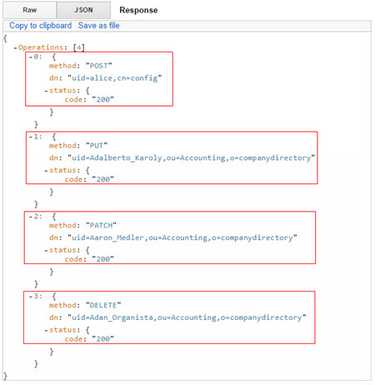 Raw JSON Response
Copy to clipboard Save as file
{
-Operations: [4]
-0: {
method: "POST"
dn: "uid=alice,cn=config"
-status: {
code: "200"
}
}
-1: {
method: "PUT"
dn: "uid=Adalberto_Karoly,ou=Accounting,o=companydirectory"
-status: {
code: "200"
}
}
-2: {
method: "PATCH"
dn: "uid=Aaron_Medler,ou=Accounting,o=companydirectory"
-status: {
code: "200"
}
}
-3: {
method: "DELETE"
dn: "uid=Adan_Organista,ou=Accounting,o=companydirectory"
-status: {
code: "200"
}
}
}